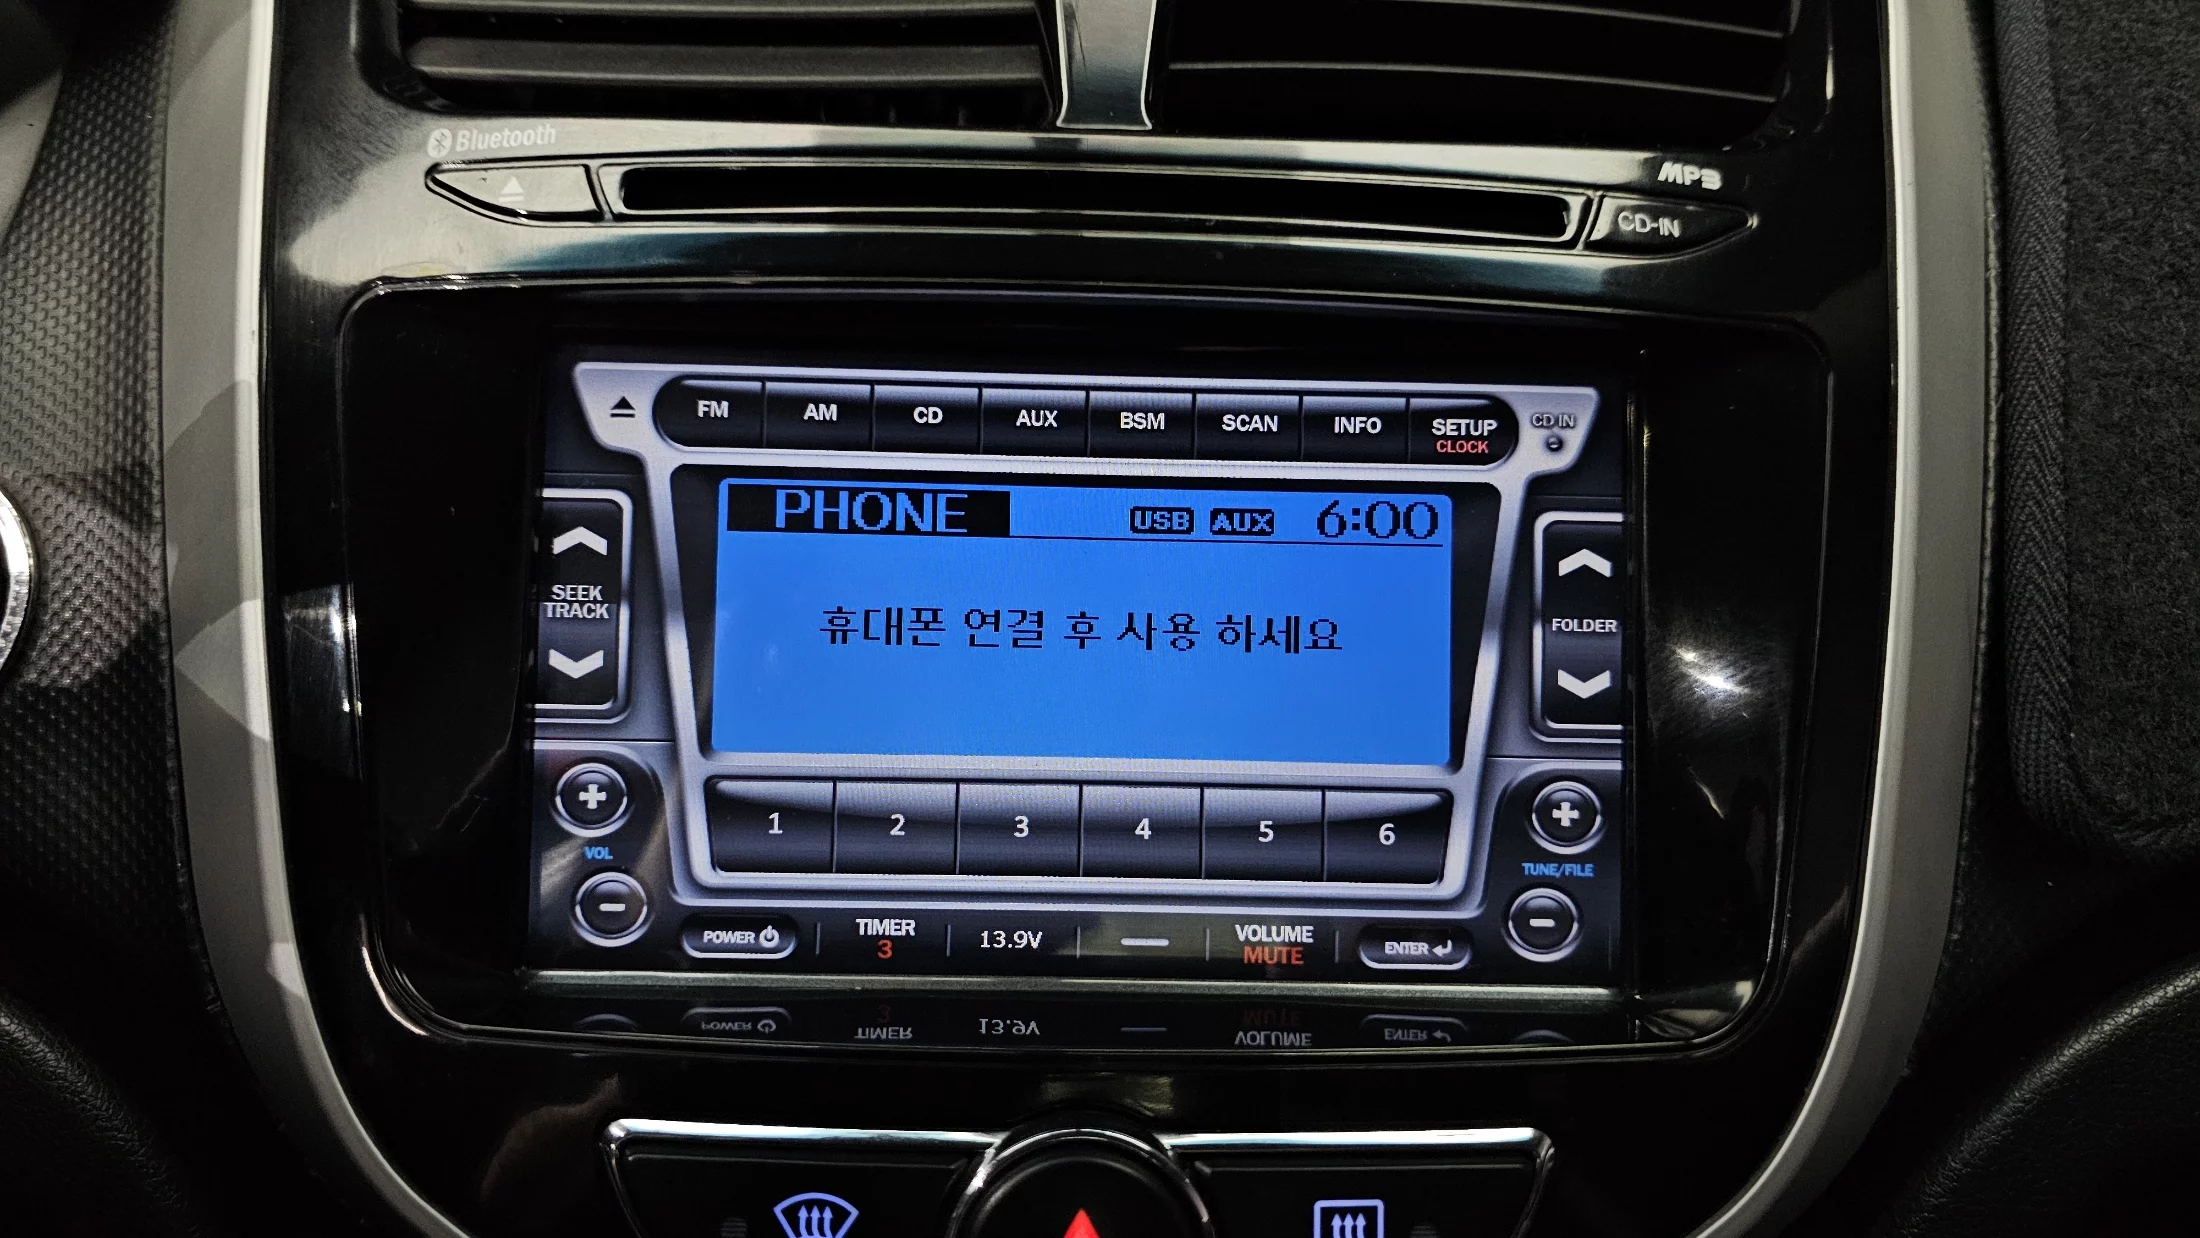 Bluetooth
MP3
CD-IN
FM AM CD AUX BSM SCAN INFO SETUP CD IN
CLOCK
PHONE USB AUX 6:00
SEEK
TRACK
FOLDER
휴대폰 연결 후 사용 하세요
1 2 3 4 5 6
VOL
TUNE/FILE
POWER TIMER 13.9V VOLUME ENTER
3 MUTE